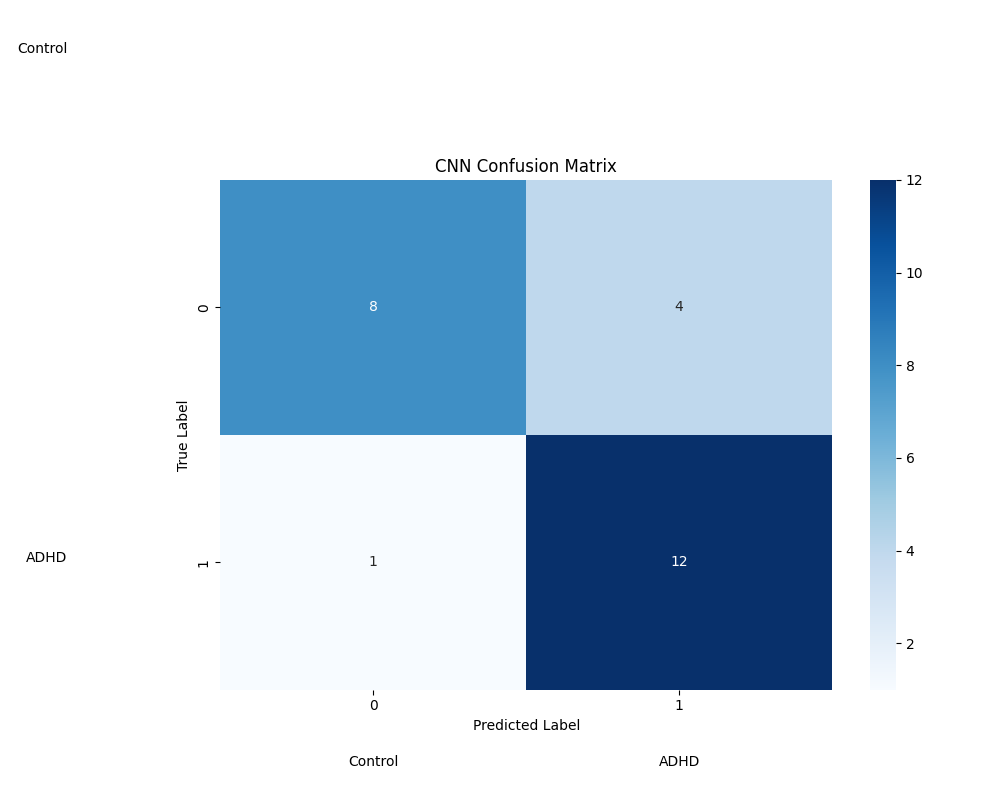 Control
CNN Confusion Matrix
12
10
8
6
4
2
True Label
0
8
4
ADHD
1
1
12
0
1
Predicted Label
Control
ADHD